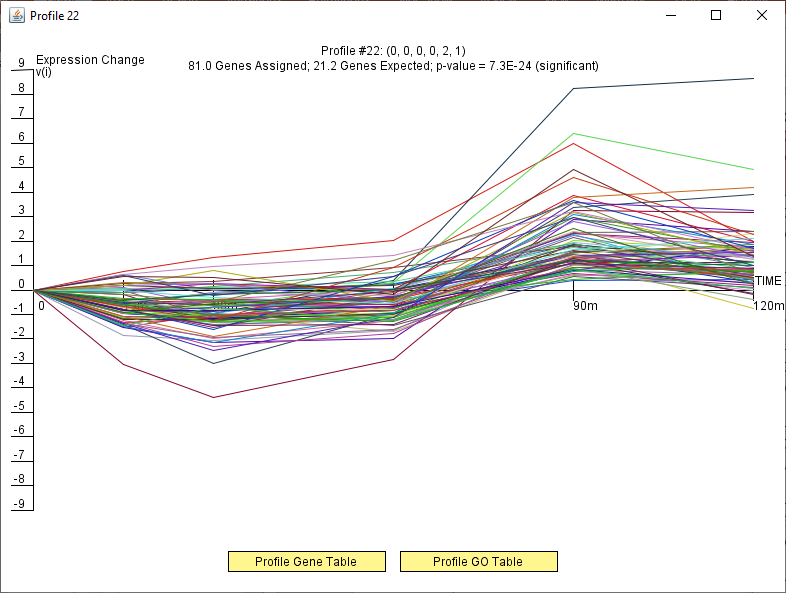 Profile 22
Profile #22: (0, 0, 0, 0, 2, 1)
81.0 Genes Assigned; 21.2 Genes Expected; p-value = 7.3E-24 (significant)
Expression Change
v(i)
9
8
7
6
5
4
3
2
1
0
-1
-2
-3
-4
-5
-6
-7
-8
-9
0
90m
120m
TIME
Profile Gene Table
Profile GO Table